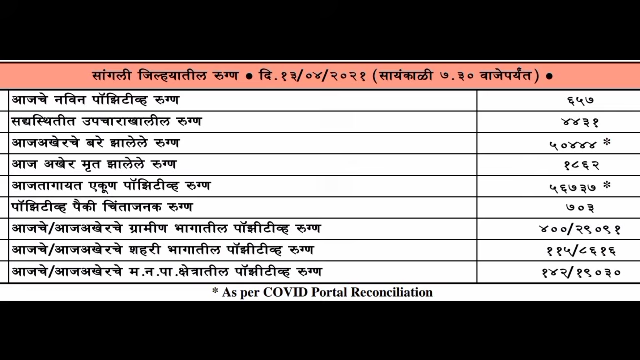 सांगली जिल्हयातील रुग्ण ● दि.१३/०४/२०२१ (सायंकाळी ७.३० वाजेपर्यंत) ●
आजचे नविन पॉझिटीव्ह रुग्ण ६५७
सद्यस्थितीत उपचाराखालील रुग्ण ४४३१
आजअखेरचे बरे झालेले रुग्ण ५०४४४ *
आज अखेर मृत झालेले रुग्ण १८६२
आजतागायत एकूण पॉझिटीव्ह रुग्ण ५६७३७ *
पॉझिटीव्ह पैकी चिंताजनक रुग्ण ७०३
आजचे/आजअखेरचे ग्रामीण भागातील पॉझीटीव्ह रुग्ण ४००/२९०९१
आजचे/आजअखेरचे शहरी भागातील पॉझीटीव्ह रुग्ण ११५/८६१६
आजचे/आजअखेरचे म.न.पा.क्षेत्रातील पॉझीटीव्ह रुग्ण १४२/१९०३०
* As per COVID Portal Reconciliation